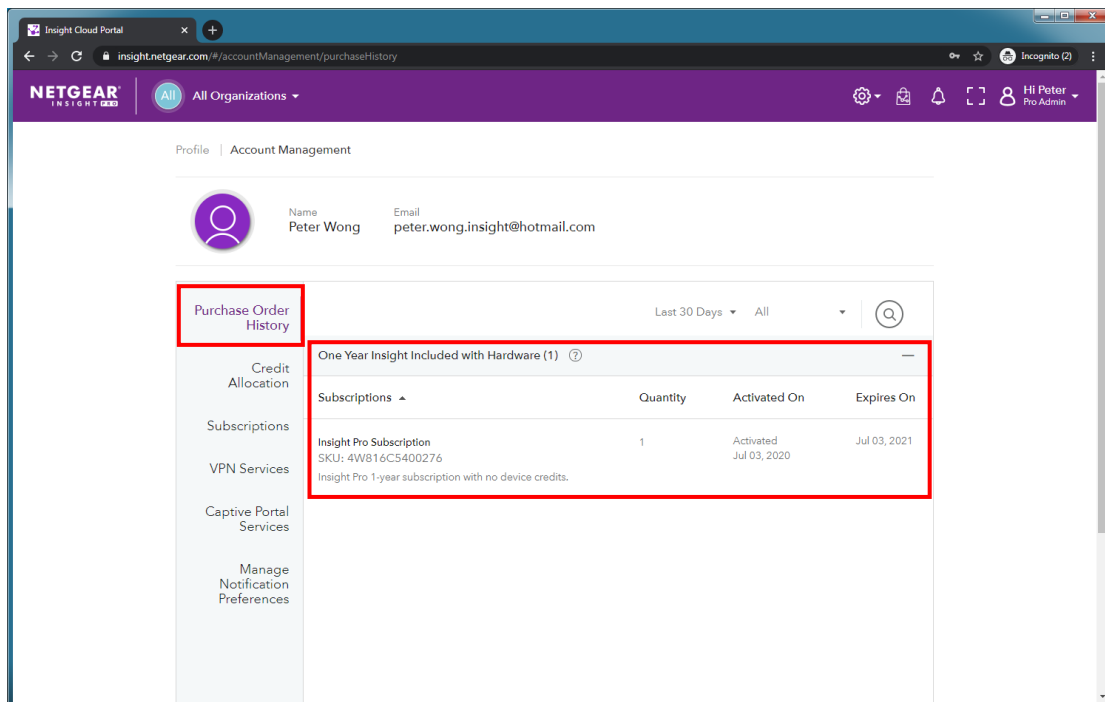 Insight Cloud Portal
insight.netgear.com/#/accountManagement/purchaseHistory
Incognito (2)
NETGEAR
INSIGHT PRO
All
All Organizations
Hi Peter
Pro Admin
Profile | Account Management
Name
Peter Wong
Email
peter.wong.insight@hotmail.com
Purchase Order
History
Credit
Allocation
Subscriptions
VPN Services
Captive Portal
Services
Manage
Notification
Preferences
Last 30 Days All
One Year Insight Included with Hardware (1) ?
Subscriptions Quantity Activated On Expires On
Insight Pro Subscription
SKU: 4W816C5400276
Insight Pro 1-year subscription with no device credits.
1
Activated
Jul 03, 2020
Jul 03, 2021